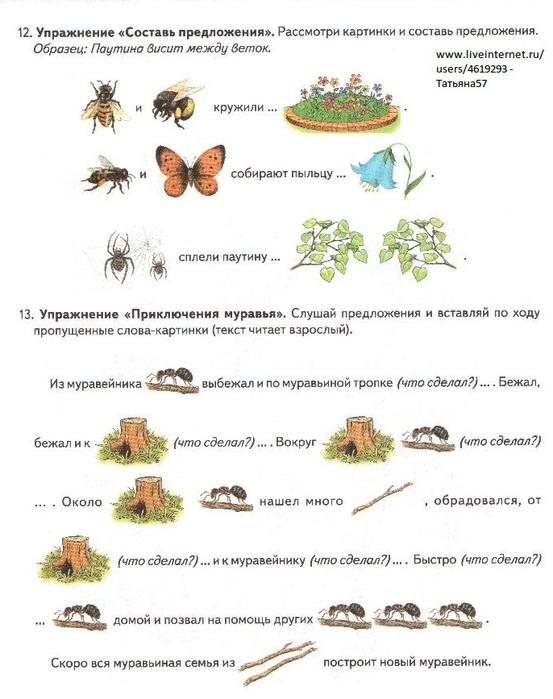 12. Упражнение «Составь предложения». Рассмотри картинки и составь предложения.
Образец: Паутина висит между веток.
www.liveinternet.ru/
users/4619293 -
Татьяна57
и кружили ... .
и собирают пыльцу ... .
сплели паутину ... .
13. Упражнение «Приключения муравья». Слушай предложения и вставляй по ходу
пропущенные слова-картинки (текст читает взрослый).
Из муравейника выбежал и по муравьиной тропке (что сделал?) ... . Бежал,
бежал и к (что сделал?) ... . Вокруг (что сделал?)
... . Около нашел много , обрадовался, от
(что сделал?) ... и к муравейнику (что сделал?) ... . Быстро (что сделал?)
... домой и позвал на помощь других .
Скоро вся муравьиная семья из построит новый муравейник.